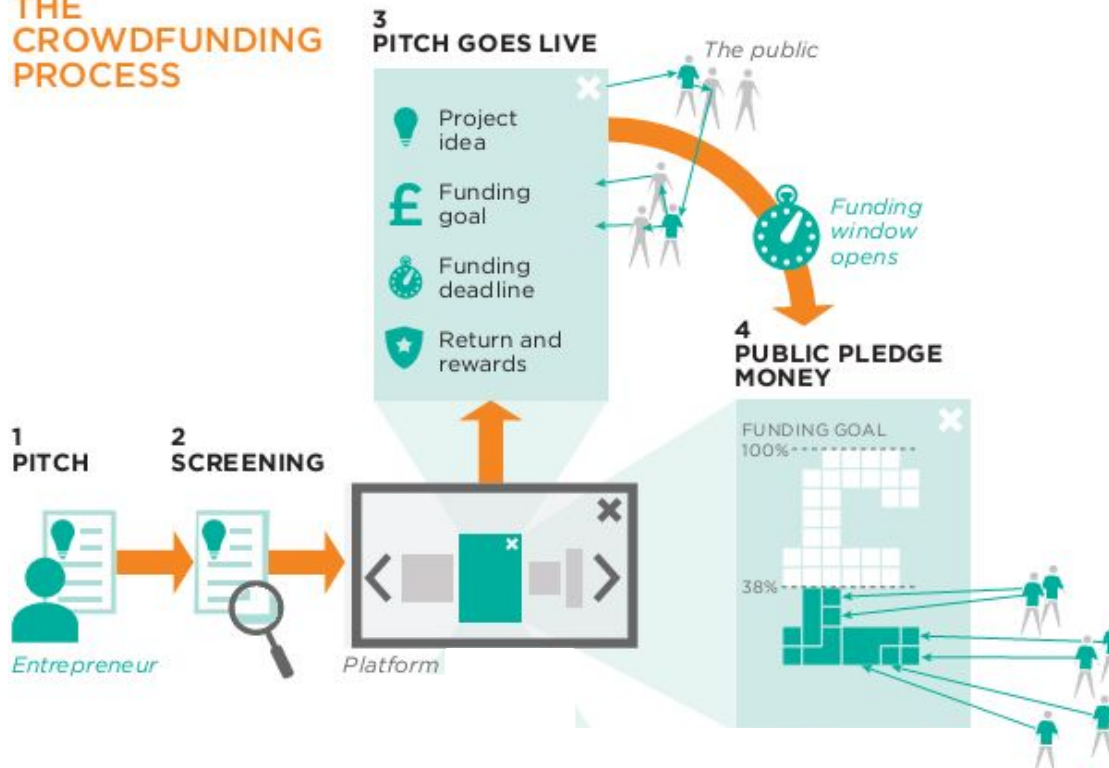 THE
CROWDFUNDING
PROCESS
3
PITCH GOES LIVE
The public
Project
idea
£
Funding
goal
Funding
deadline
Return and
rewards
Funding
window
opens
1
PITCH
2
SCREENING
Entrepreneur
Platform
4
PUBLIC PLEDGE
MONEY
FUNDING GOAL
100%
38%